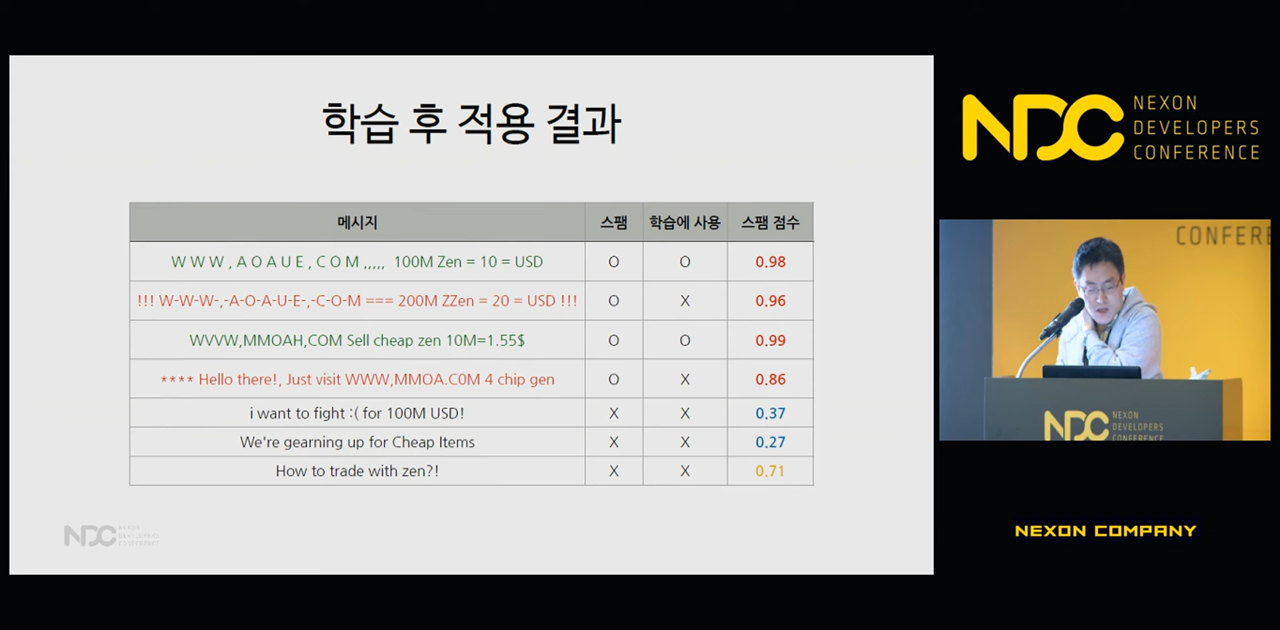 학습 후 적용 결과
메시지 스팸 학습에 사용 스팸 점수
W W W , A O A U E , C O M ,,,,, 100M Zen = 10 = USD O O 0.98
!!! W-W-W-,-A-O-A-U-E-,-C-O-M === 200M ZZen = 20 = USD !!! O X 0.96
WVVW,MMOAH,COM Sell cheap zen 10M=1.55$ O O 0.99
**** Hello there!, Just visit WWW,MMOA.C0M 4 chip gen O X 0.86
i want to fight :( for 100M USD! X X 0.37
We're gearning up for Cheap Items X X 0.27
How to trade with zen?! X X 0.71
NDC
NEXON
DEVELOPERS
CONFERENCE
NDC
NEXON
DEVELOPERS
CONFERENCE
CONFERE
NDC
NEXON
DEVELOPERS
CONFERENCE
NEXON COMPANY